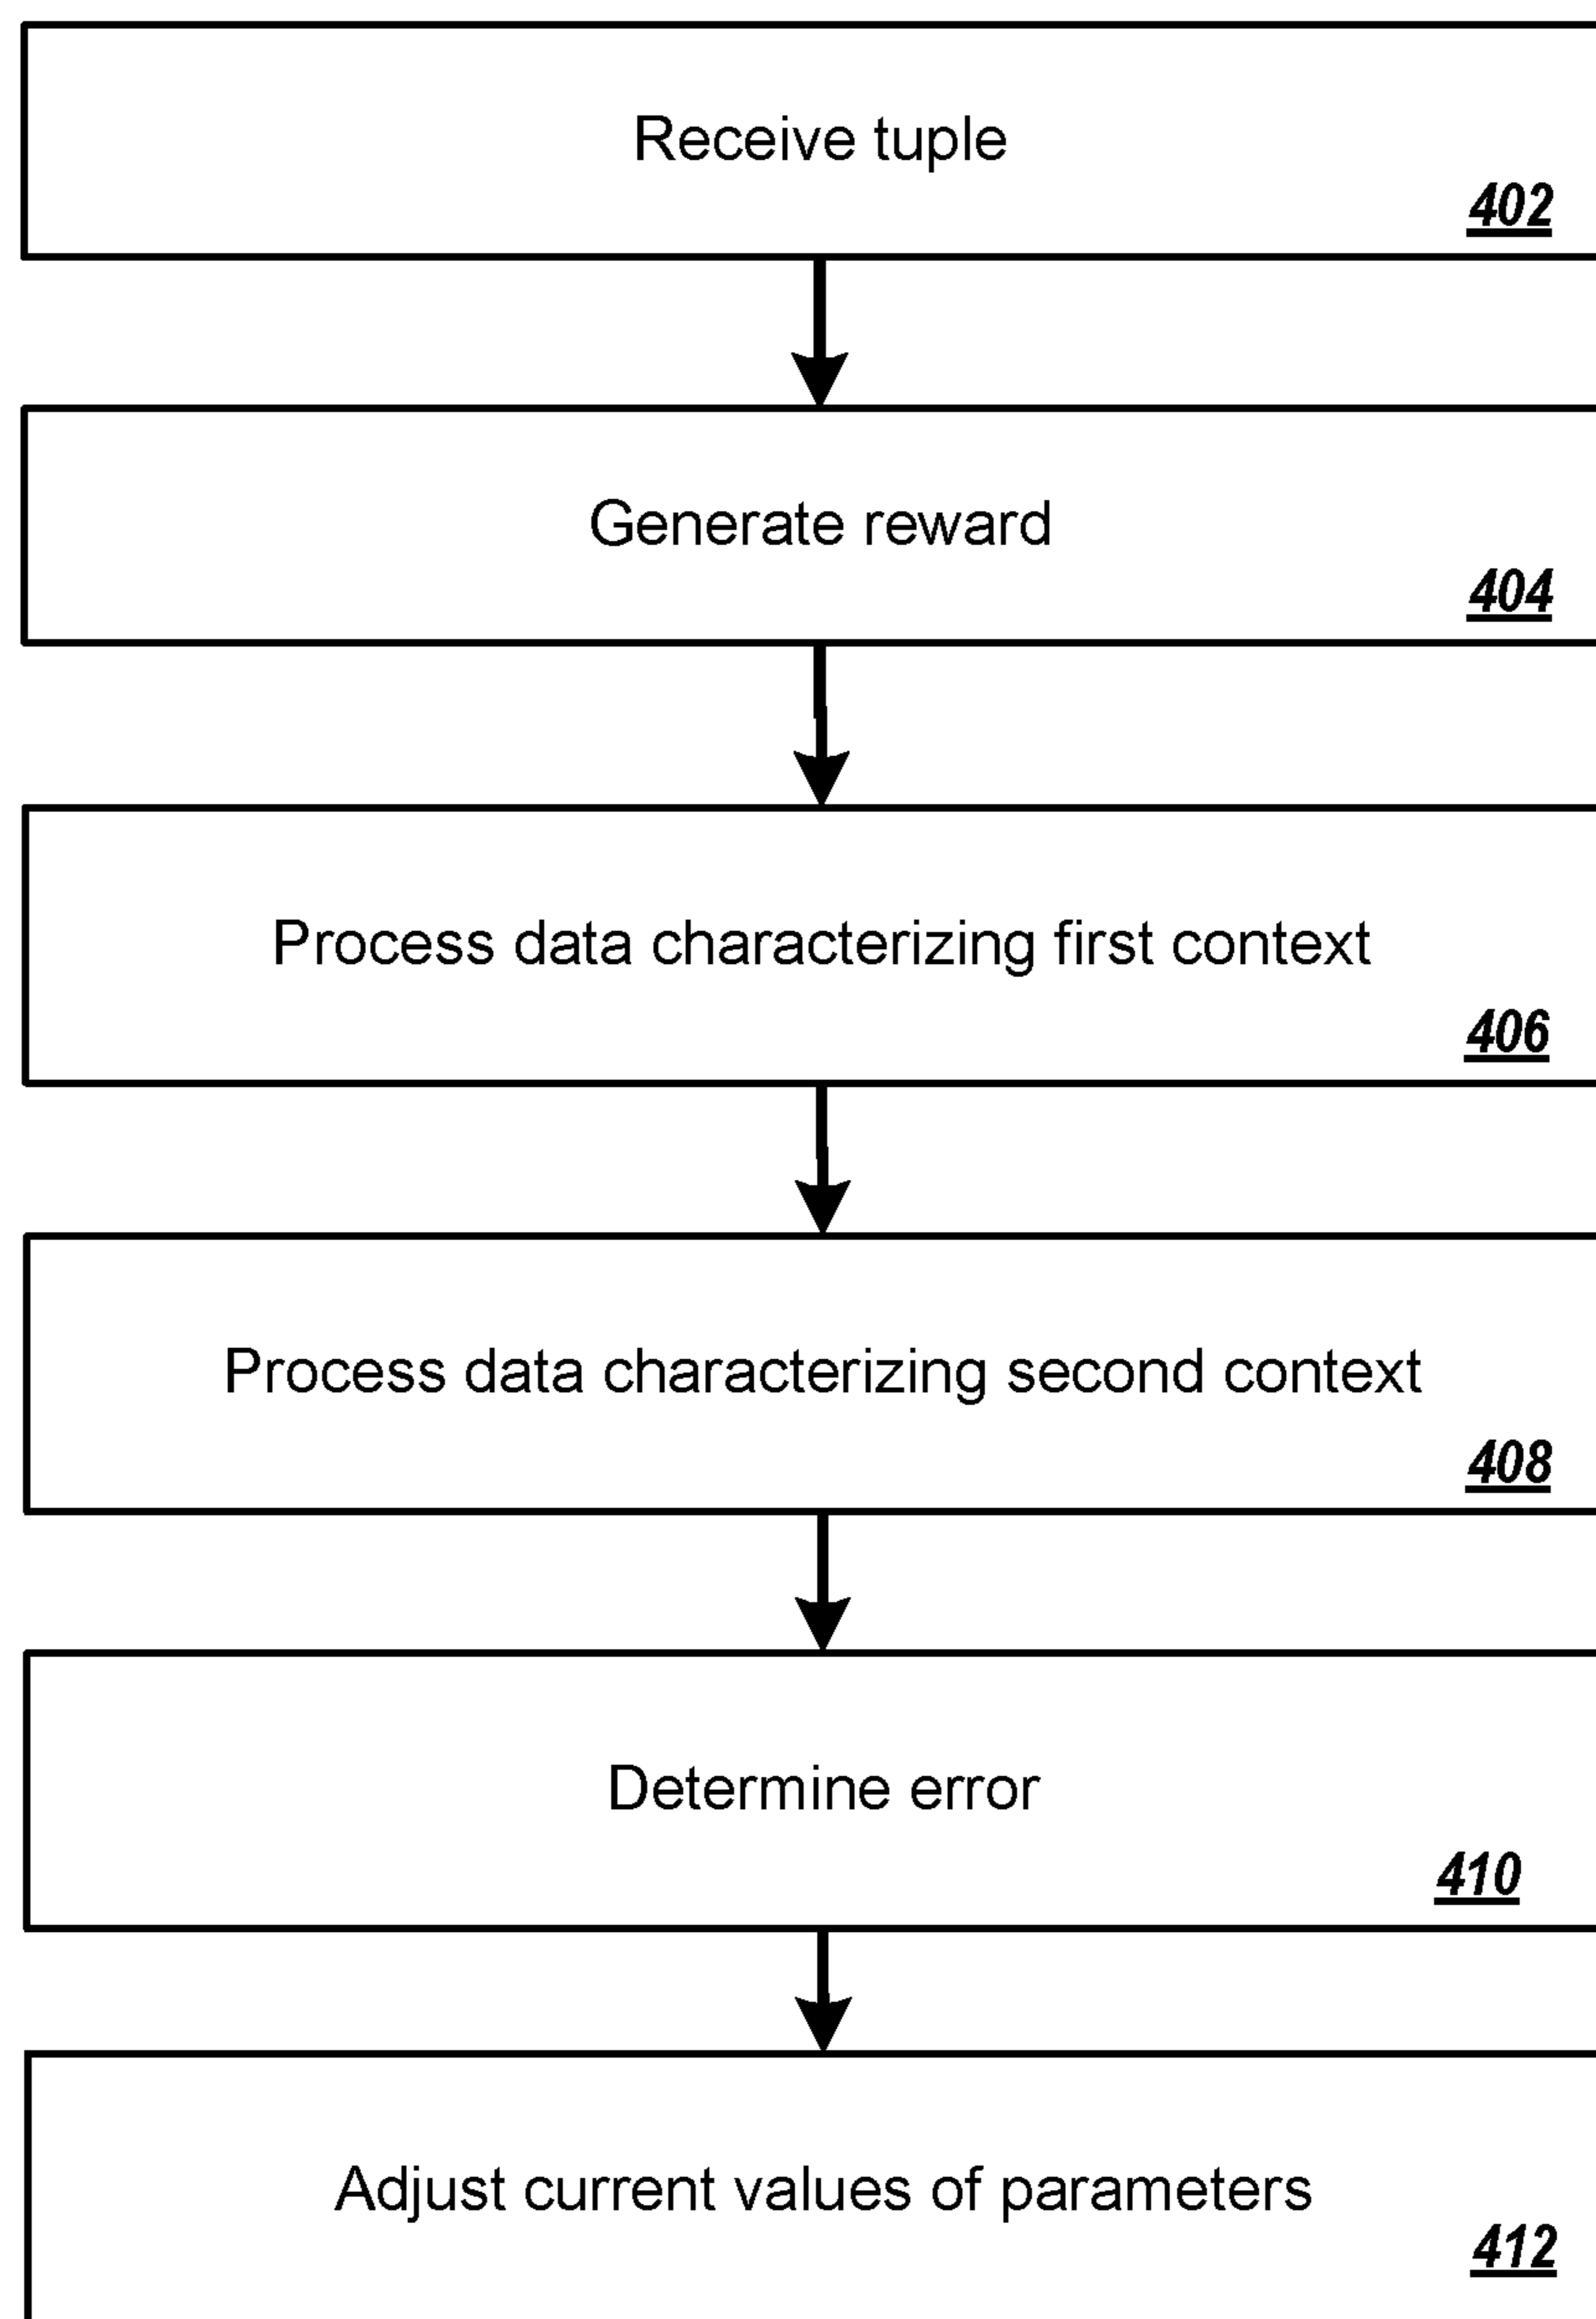 Receive tuple
402
Generate reward
404
Process data characterizing first context
406
Process data characterizing second context
408
Determine error
410
Adjust current values of parameters
412